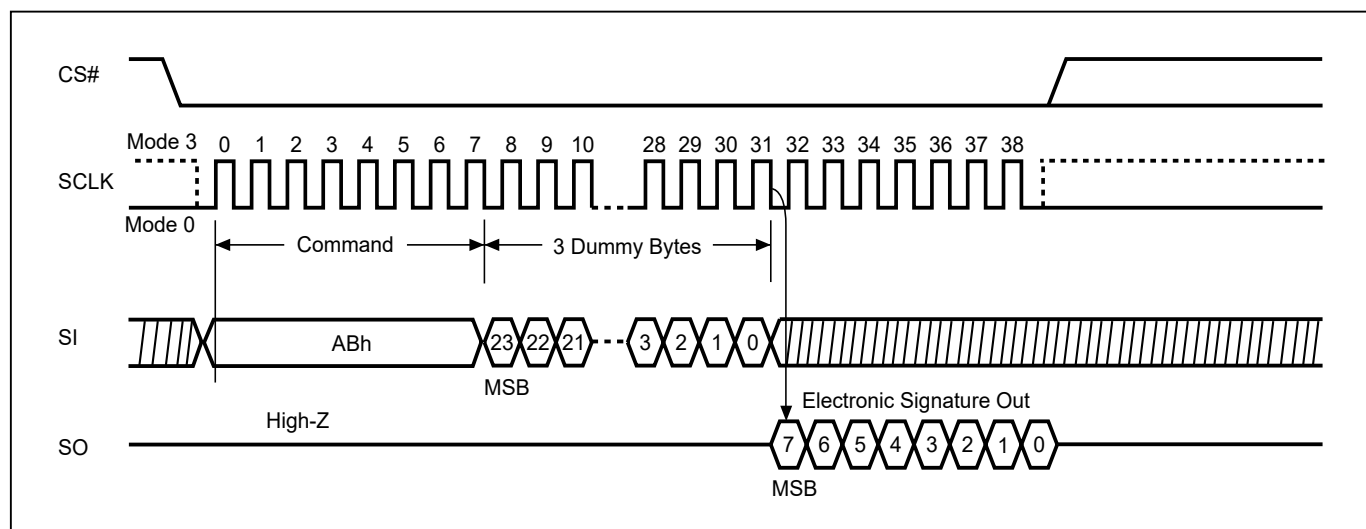 CS#
Mode 3
0 1 2 3 4 5 6 7 8 9 10 28 29 30 31 32 33 34 35 36 37 38
SCLK
Mode 0
Command 3 Dummy Bytes
SI ABh 23 22 21 3 2 1 0
MSB
Electronic Signature Out
High-Z
SO 7 6 5 4 3 2 1 0
MSB